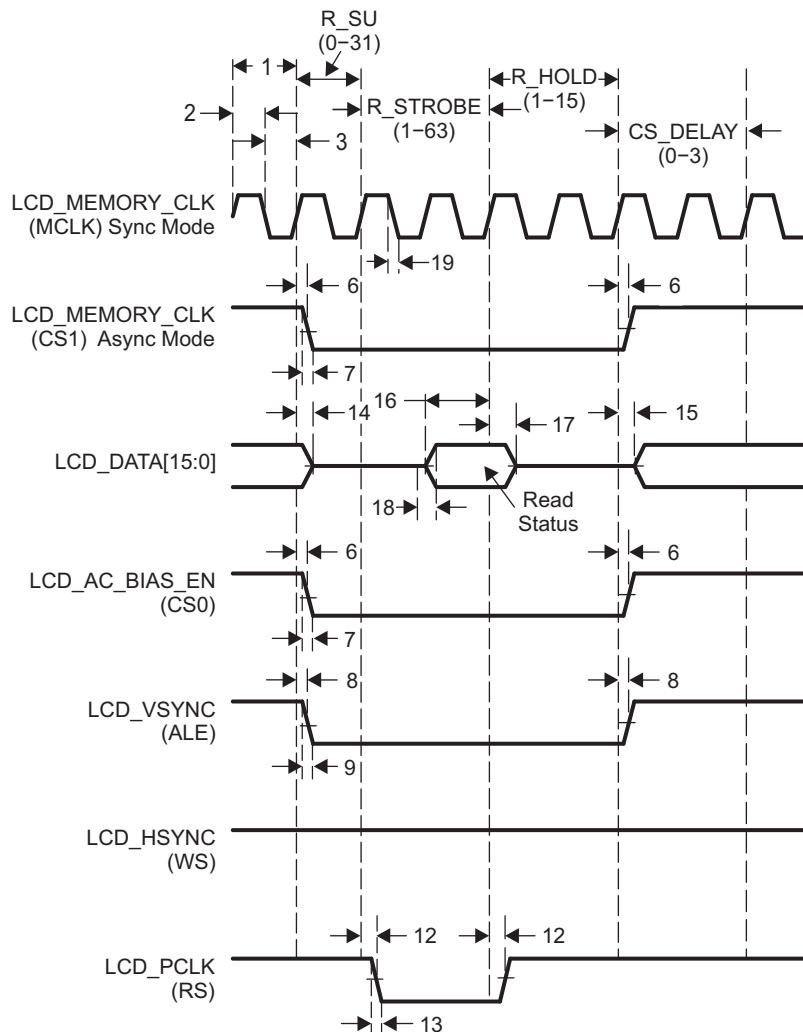 R_SU
(0−31)
1
R_HOLD
(1−15)
2
R_STROBE
(1−63)
3
CS_DELAY
(0−3)
LCD_MEMORY_CLK
(MCLK) Sync Mode
19
6
6
LCD_MEMORY_CLK
(CS1) Async Mode
7
16
14
17
15
LCD_DATA[15:0]
18
Read
Status
6
6
LCD_AC_BIAS_EN
(CS0)
7
8
8
LCD_VSYNC
(ALE)
9
LCD_HSYNC
(WS)
12
12
LCD_PCLK
(RS)
13